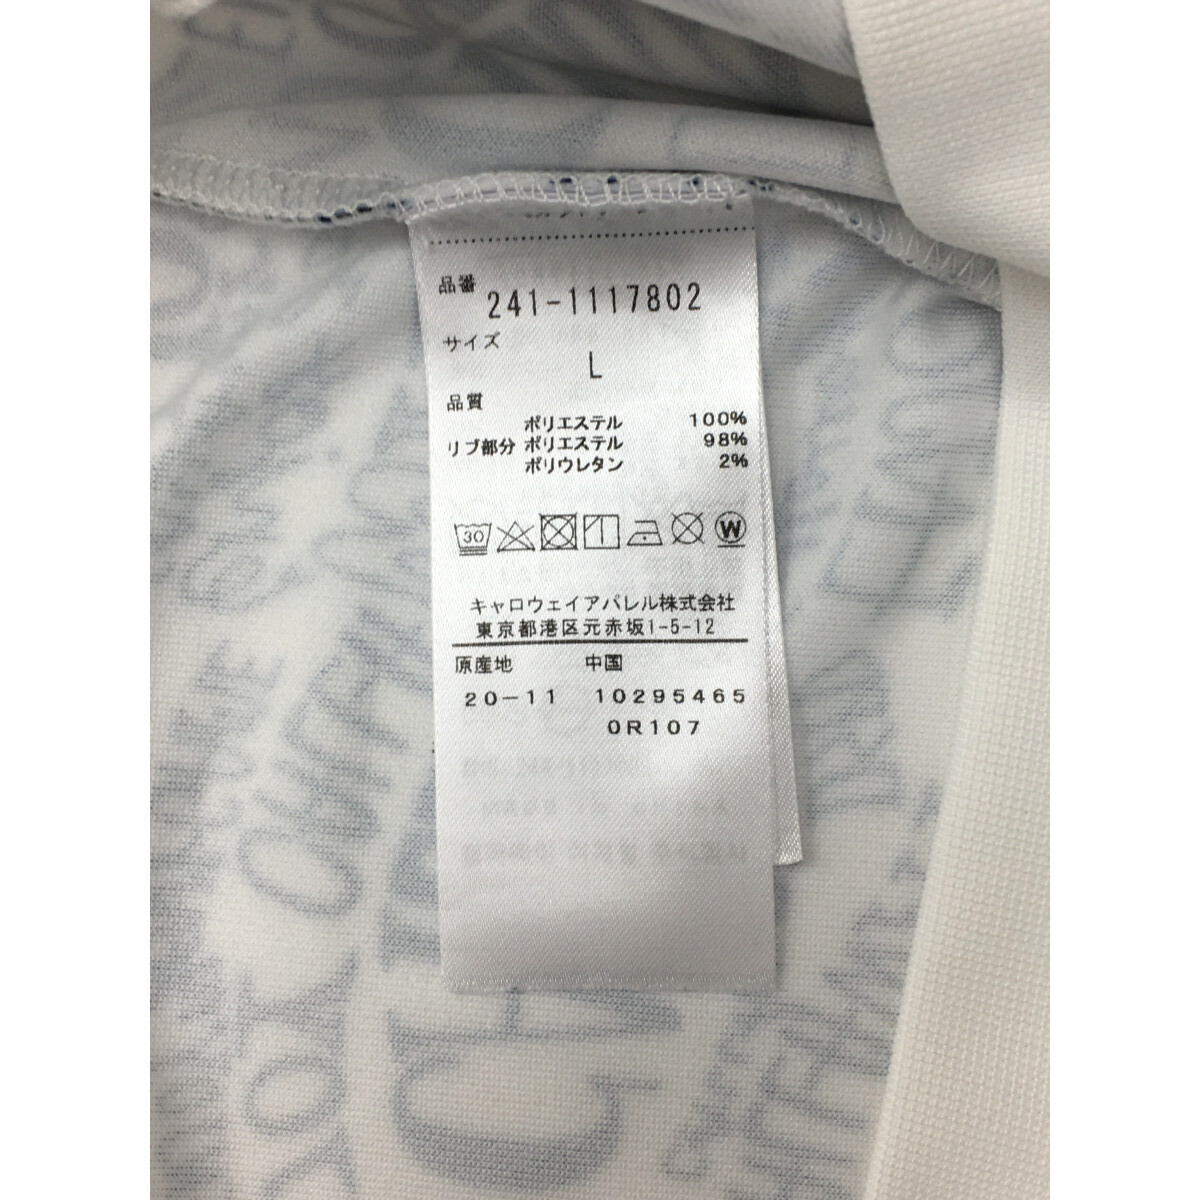 品番
241-1117802
サイズ
L
品質
ポリエステル 100%
リブ部分 ポリエステル 98%
ポリウレタン 2%
30 W
キャロウェイアパレル株式会社
東京都港区元赤坂1-5-12
原産地 中国
20-11 10295465
0R107